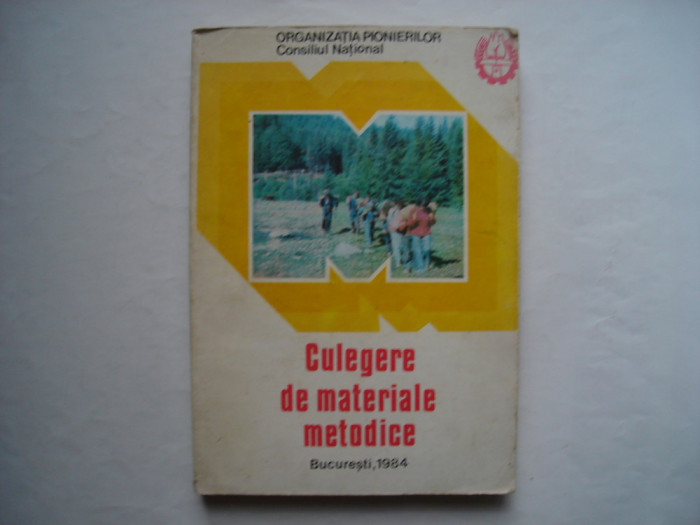 ORGANIZAȚIA PIONIERILOR
Consiliul Național
Culegere
de materiale
metodice
București, 1984